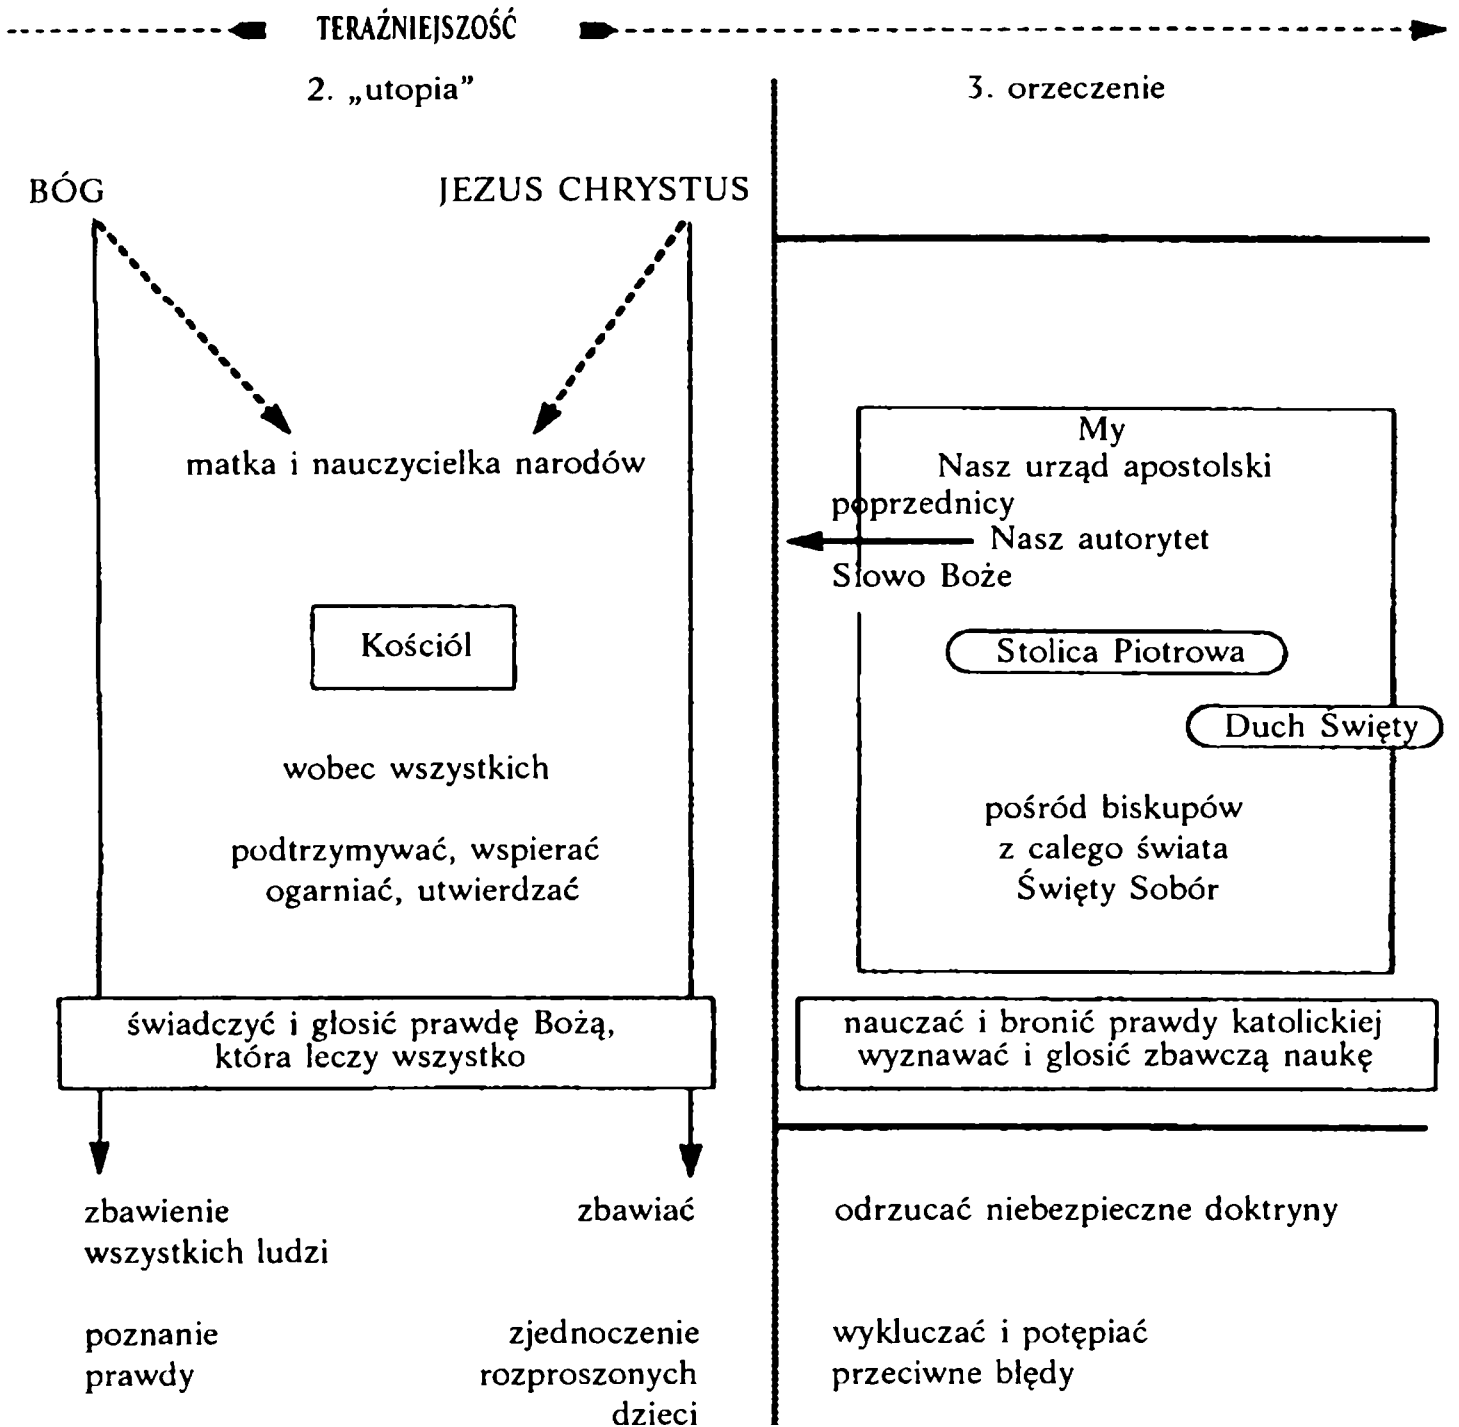 TERAŹNIEJSZOŚĆ
2. „utopia”
BÓG
JEZUS CHRYSTUS
matka i nauczycielka narodów
Kościól
wobec wszystkich
podtrzymywać, wspierać
ogarniać, utwierdzać
świadczyć i głosić prawdę Bożą,
która leczy wszystko
zbawienie
wszystkich ludzi
zbawiać
poznanie
prawdy
zjednoczenie
rozproszonych
dzieci
3. orzeczenie
My
Nasz urząd apostolski
poprzednicy
Nasz autorytet
Słowo Boże
Stolica Piotrowa
Duch Święty
pośród biskupów
z calego świata
Święty Sobór
nauczać i bronić prawdy katolickiej
wyznawać i glosić zbawczą naukę
odrzucać niebezpieczne doktryny
wykluczać i potępiać
przeciwne błędy